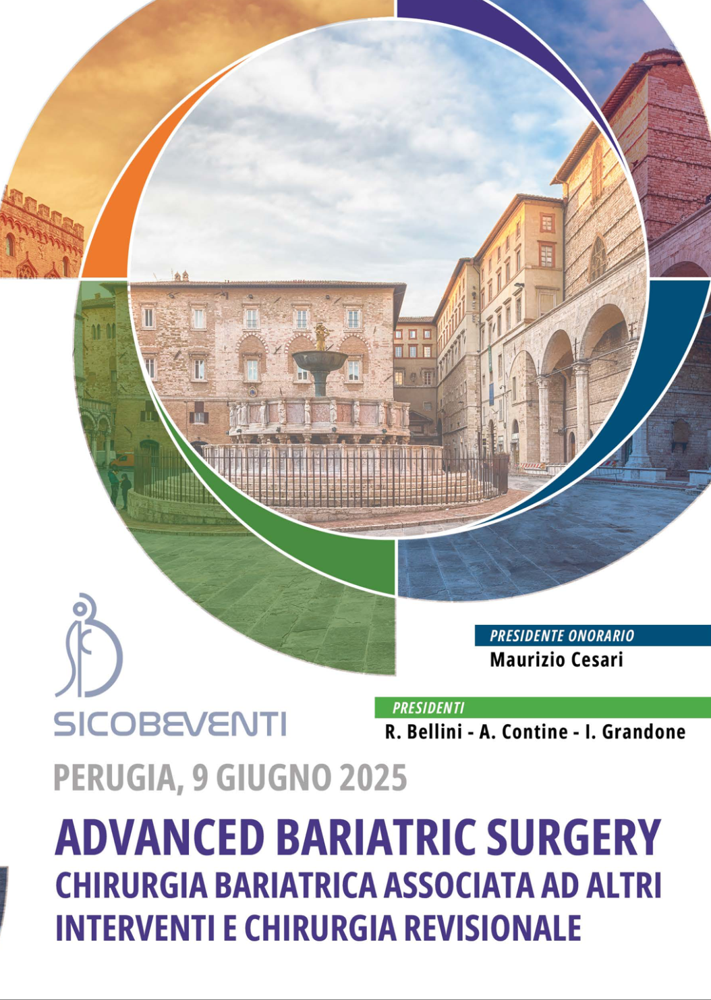 PRESIDENTE ONORARIO
Maurizio Cesari
PRESIDENTI
R. Bellini - A. Contine - I. Grandone
SICOBEVENTI
PERUGIA, 9 GIUGNO 2025
ADVANCED BARIATRIC SURGERY
CHIRURGIA BARIATRICA ASSOCIATA AD ALTRI
INTERVENTI E CHIRURGIA REVISIONALE